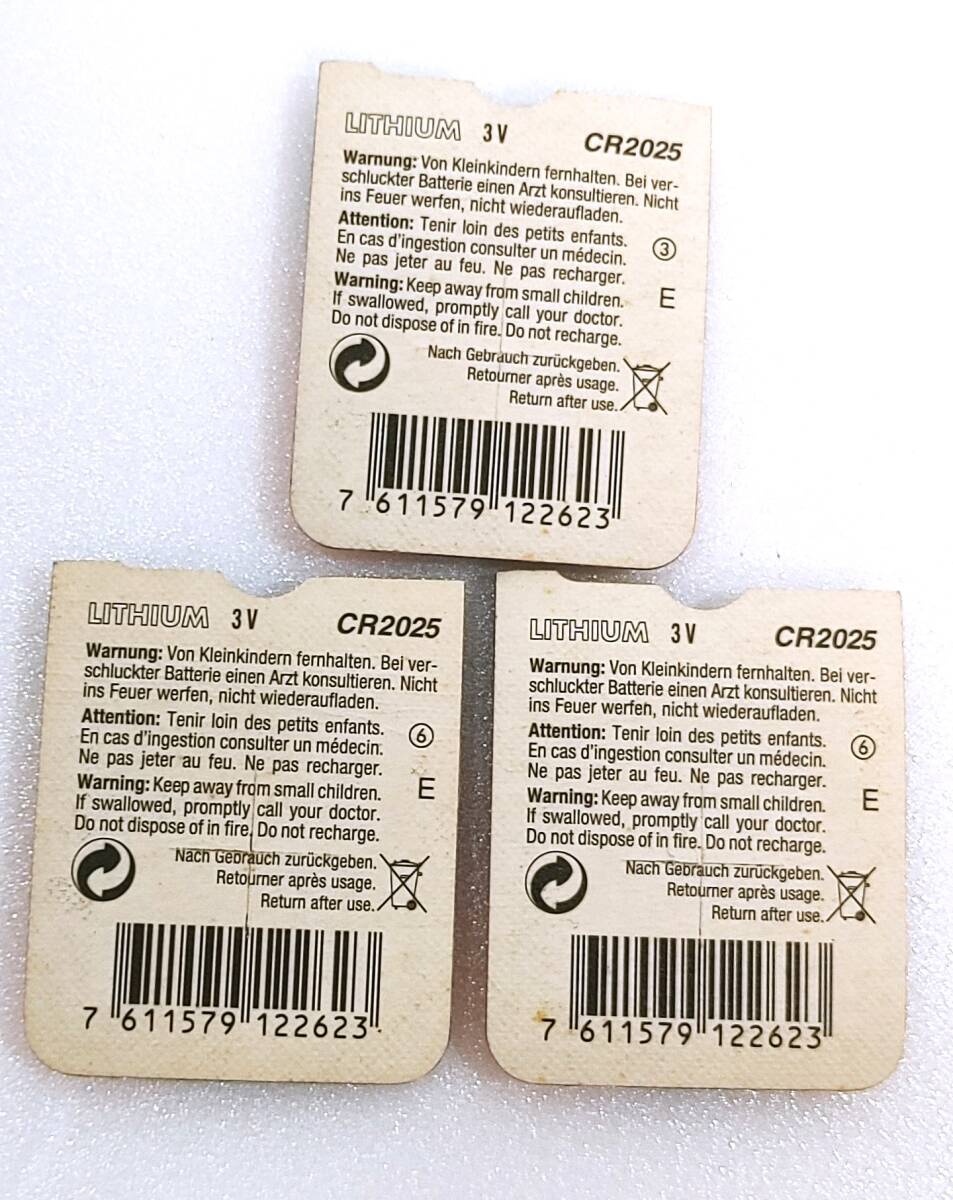 LITHIUM 3V CR2025
Warnung: Von Kleinkindern fernhalten. Bei ver-
schluckter Batterie einen Arzt konsultieren. Nicht
ins Feuer werfen, nicht wiederaufladen.
Attention: Tenir loin des petits enfants.
En cas d'ingestion consulter un médecin. ③
Ne pas jeter au feu. Ne pas recharger.
Warning: Keep away from small children. E
If swallowed, promptly call your doctor.
Do not dispose of in fire. Do not recharge.
Nach Gebrauch zurückgeben.
Retourner après usage.
Return after use.
7 611579 122623
LITHIUM 3V CR2025
Warnung: Von Kleinkindern fernhalten. Bei ver-
schluckter Batterie einen Arzt konsultieren. Nicht
ins Feuer werfen, nicht wiederaufladen.
Attention: Tenir loin des petits enfants.
En cas d'ingestion consulter un médecin. ⑥
Ne pas jeter au feu. Ne pas recharger.
Warning: Keep away from small children. E
If swallowed, promptly call your doctor.
Do not dispose of in fire. Do not recharge.
Nach Gebrauch zurückgeben.
Retourner après usage.
Return after use.
7 611579 122623
LITHIUM 3V CR2025
Warnung: Von Kleinkindern fernhalten. Bei ver-
schluckter Batterie einen Arzt konsultieren. Nicht
ins Feuer werfen, nicht wiederaufladen.
Attention: Tenir loin des petits enfants.
En cas d'ingestion consulter un médecin. ⑥
Ne pas jeter au feu. Ne pas recharger.
Warning: Keep away from small children. E
If swallowed, promptly call your doctor.
Do not dispose of in fire. Do not recharge.
Nach Gebrauch zurückgeben.
Retourner après usage.
Return after use.
7 611579 122623